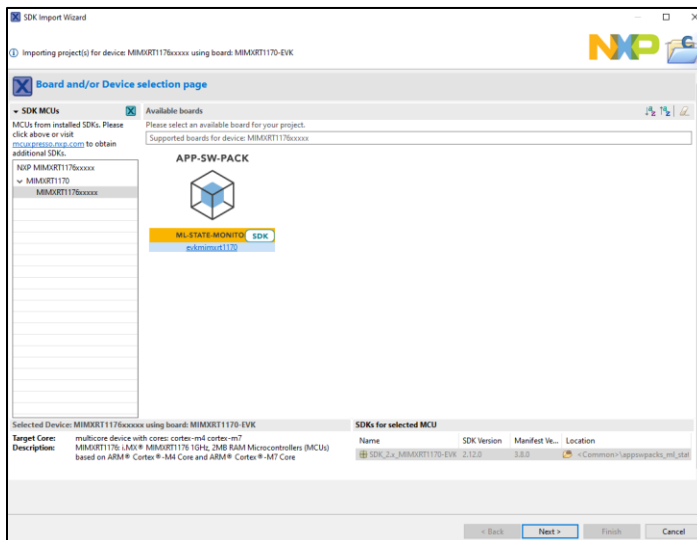 SDK Import Wizard
Importing project(s) for device: MIMXRT1176xxxxx using board: MIMXRT1170-EVK
NXP
Board and/or Device selection page
SDK MCUs
MCUs from installed SDKs. Please
click above or visit
mcuxpresso.nxp.com to obtain
additional SDKs.
NXP MIMXRT1176xxxxx
MIMXRT1170
MIMXRT1176xxxxx
Available boards
Please select an available board for your project.
Supported boards for device: MIMXRT1176xxxxx
APP-SW-PACK
ML-STATE-MONITO
SDK
evkmimxrt1170
Selected Device: MIMXRT1176xxxxx using board: MIMXRT1170-EVK
Target Core: multicore device with cores: cortex-m4 cortex-m7
Description: MIMXRT1176: i.MX® MIMXRT1176 1GHz, 2MB RAM Microcontrollers (MCUs)
based on ARM® Cortex®-M4 Core and ARM® Cortex®-M7 Core
SDKs for selected MCU
Name SDK Version Manifest Ve... Location
SDK_2.x_MIMXRT1170-EVK 2.12.0 3.8.0 <Common>\appswpacks_ml_stat
< Back Next > Finish Cancel